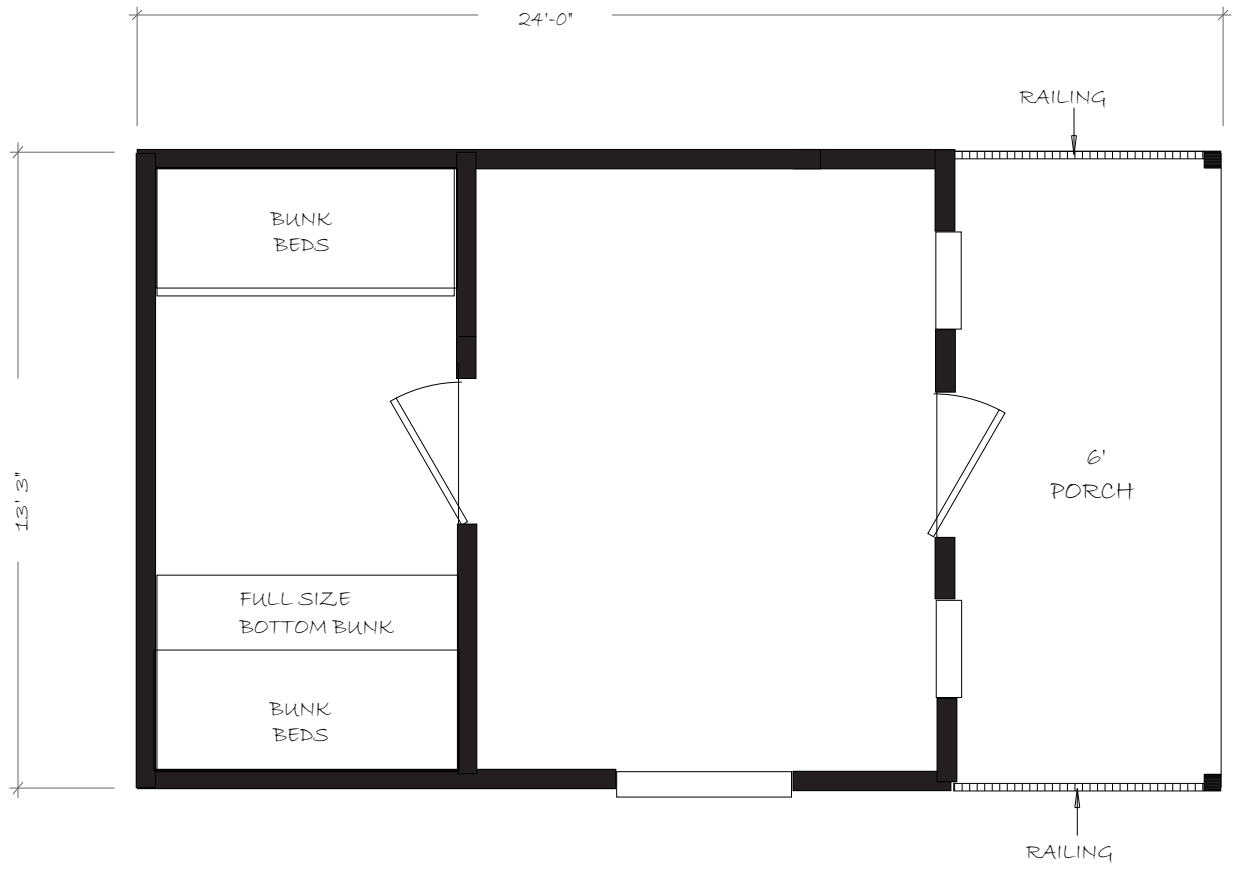 24'-0"
RAILING
BUNK
BEDS
13' 3"
6'
PORCH
FULL SIZE
BOTTOM BUNK
BUNK
BEDS
RAILING